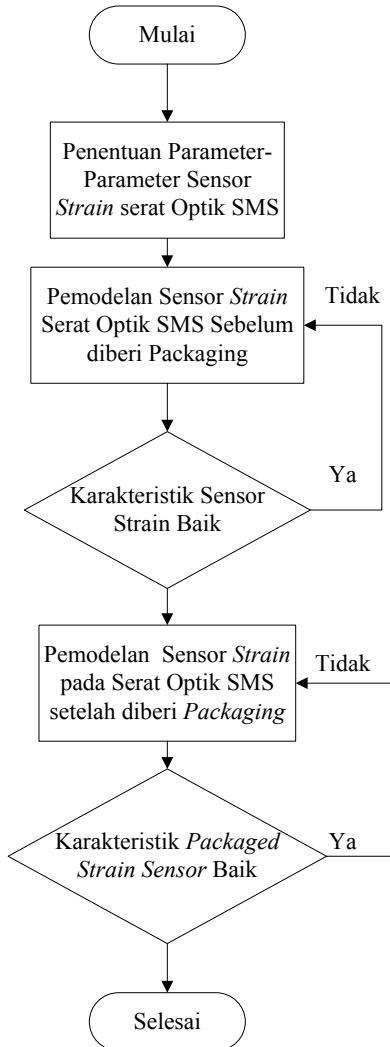 Mulai
Penentuan Parameter-
Parameter Sensor
Strain serat Optik SMS
Pemodelan Sensor Strain
Serat Optik SMS Sebelum
diberi Packaging
Tidak
Ya
Karakteristik Sensor
Strain Baik
Pemodelan Sensor Strain
pada Serat Optik SMS
setelah diberi Packaging
Tidak
Ya
Karakteristik Packaged
Strain Sensor Baik
Selesai